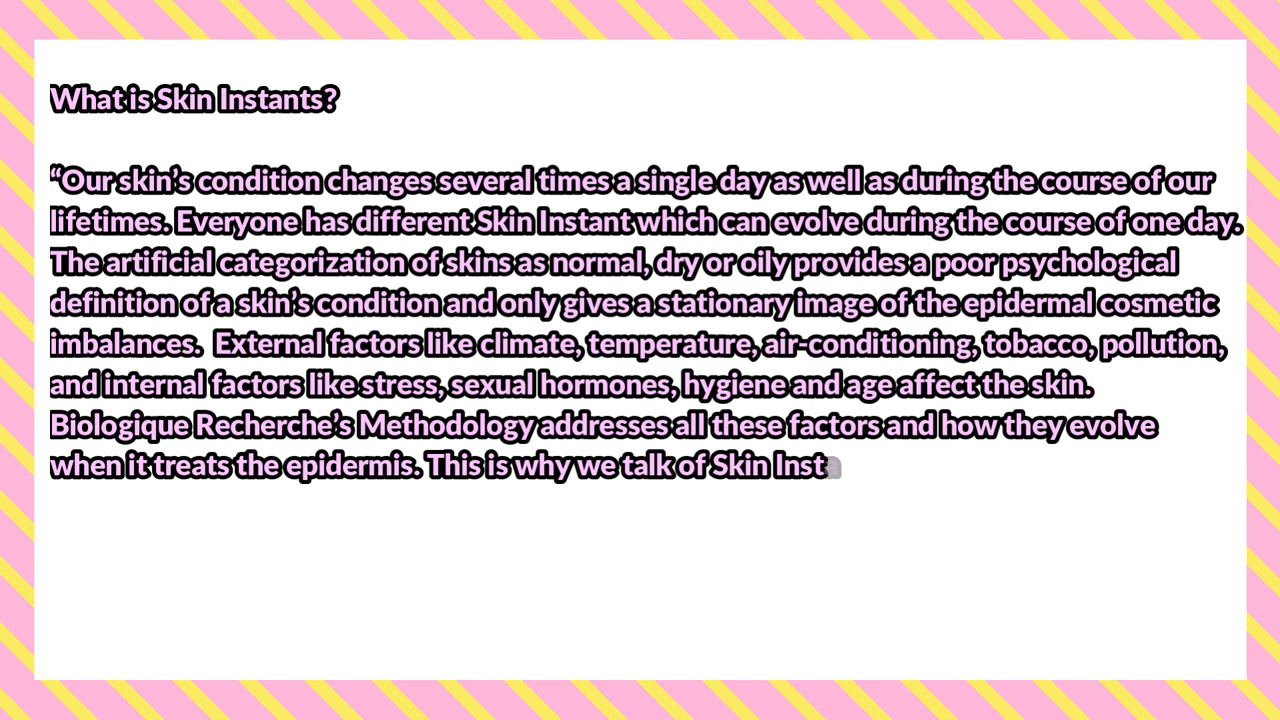 What is Skin Instants?
“Our skin’s condition changes several times a single day as well as during the course of our
lifetimes. Everyone has different Skin Instant which can evolve during the course of one day.
The artificial categorization of skins as normal, dry or oily provides a poor psychological
definition of a skin’s condition and only gives a stationary image of the epidermal cosmetic
imbalances.  External factors like climate, temperature, air-conditioning, tobacco, pollution,
and internal factors like stress, sexual hormones, hygiene and age affect the skin.
Biologique Recherche’s Methodology addresses all these factors and how they evolve
when it treats the epidermis. This is why we talk of Skin Inst